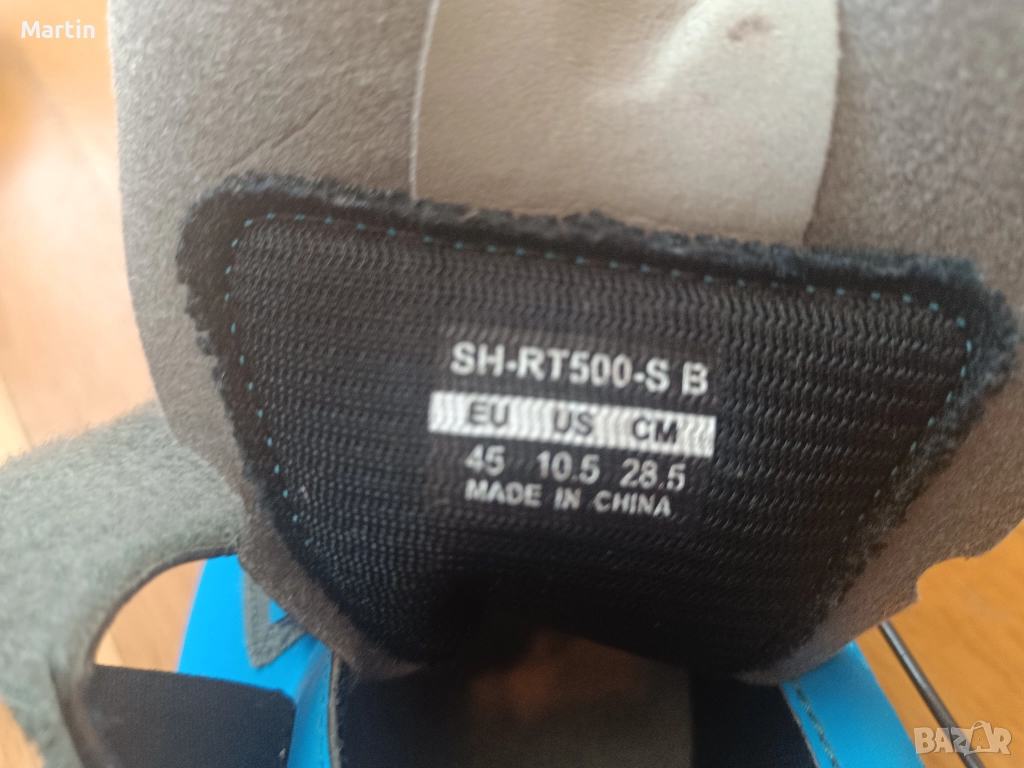 Martin
SH-RT500-S B
EU US CM
45 10.5 28.5
MADE IN CHINA
BAZAR